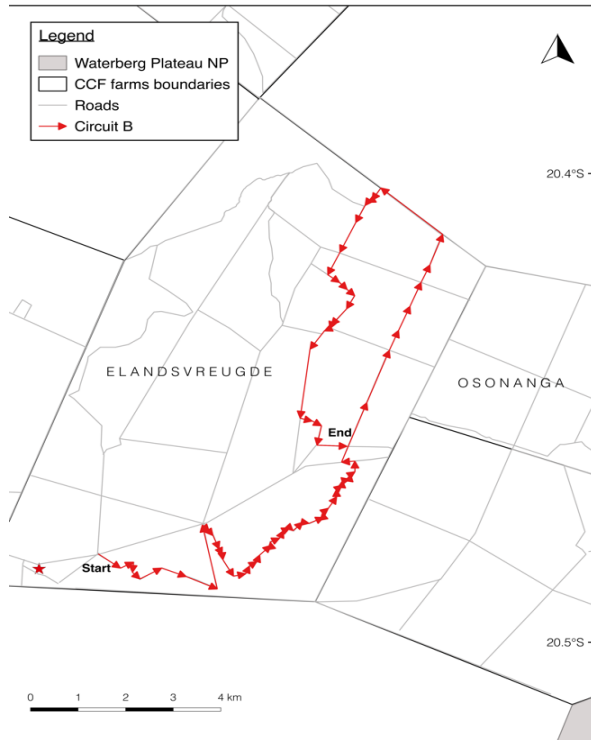 Legend
Waterberg Plateau NP
CCF farms boundaries
Roads
Circuit B
20.4°S
ELANDSVREUGDE
OSONANGA
End
Start
20.5°S
0 1 2 3 4 km